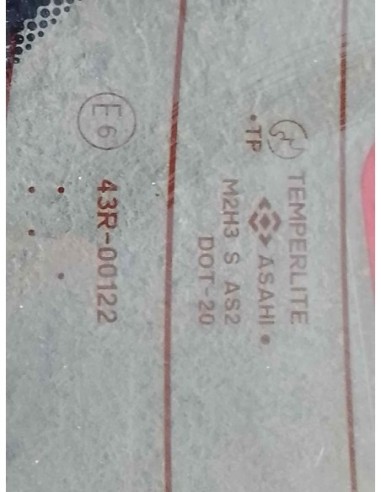 TEMPERLITE
ASAHI
•TP
M2H3 S AS2
DOT-20
E6
43R-00122